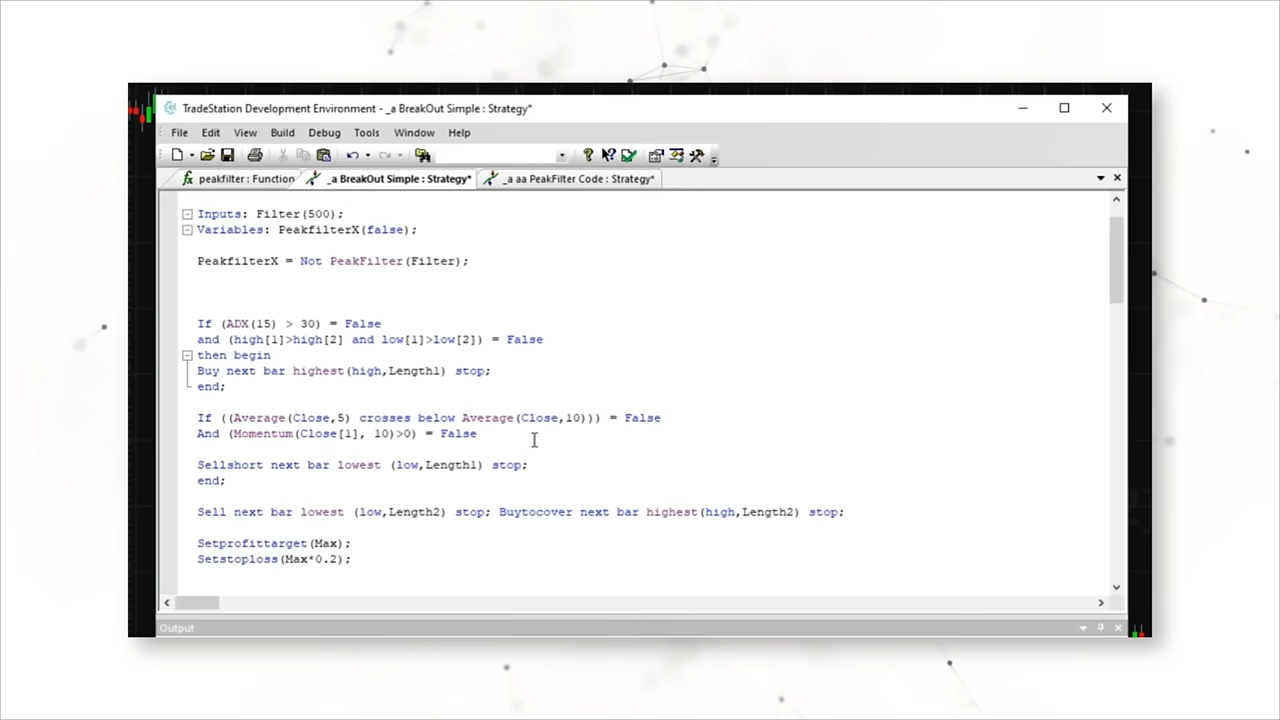 TradeStation Development Environment - _a BreakOut Simple : Strategy*
File Edit View Build Debug Tools Window Help
peakfilter : Function _a BreakOut Simple : Strategy* _a aa PeakFilter Code : Strategy*
Inputs: Filter(500);
Variables: PeakfilterX(false);
PeakfilterX = Not PeakFilter(Filter);
If (ADX(15) > 30) = False
and (high[1]>high[2] and low[1]>low[2]) = False
then begin
Buy next bar highest(high,Length1) stop;
end;
If ((Average(Close,5) crosses below Average(Close,10))) = False
And (Momentum(Close[1], 10)>0) = False
Sellshort next bar lowest (low,Length1) stop;
end;
Sell next bar lowest (low,Length2) stop; Buytocover next bar highest(high,Length2) stop;
Setprofittarget(Max);
Setstoploss(Max*0.2);
Output